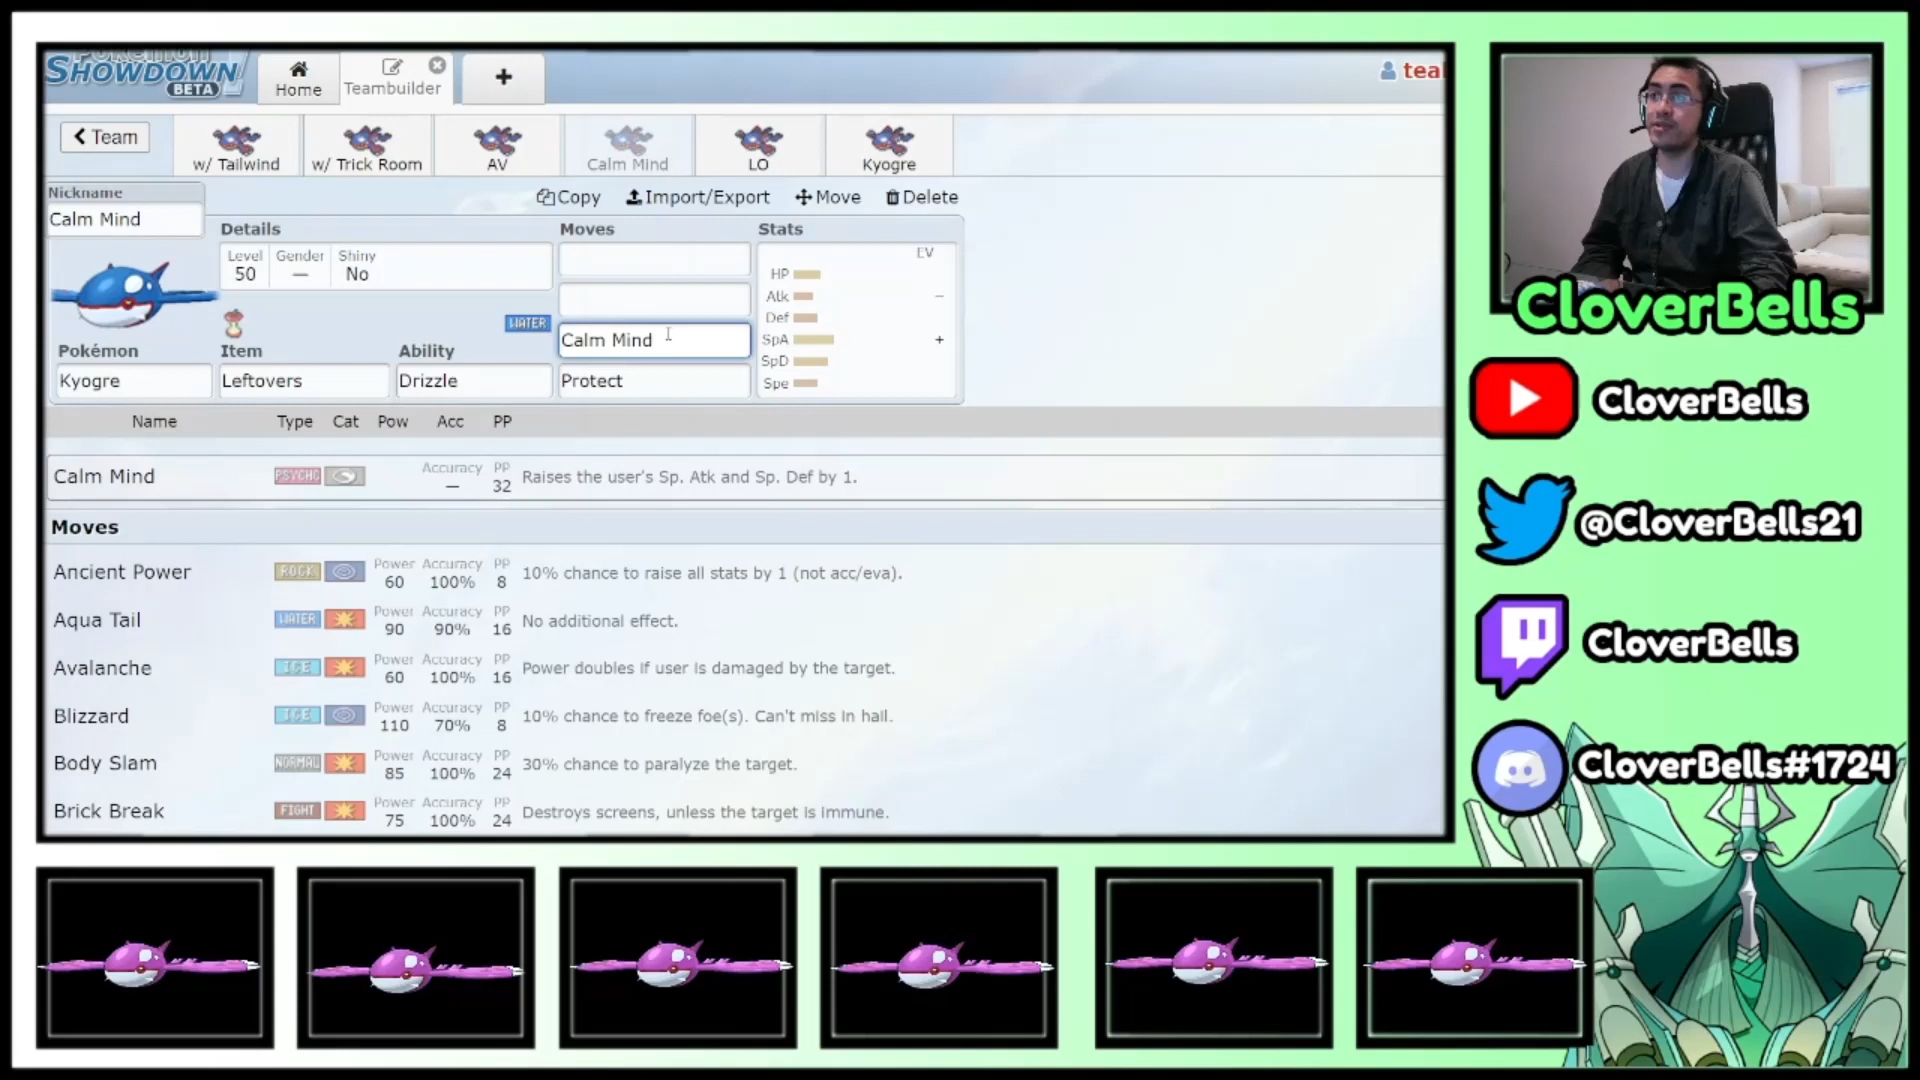 Pokémon
SHOWDOWN
BETA
Home
Teambuilder
+
Team
w/ Tailwind
w/ Trick Room
AV
Calm Mind
LO
Kyogre
Nickname
Calm Mind
Copy
Import/Export
Move
Delete
Details
Level
50
Gender
—
Shiny
No
WATER
Pokémon
Kyogre
Item
Leftovers
Ability
Drizzle
Moves
Calm Mind
Protect
Stats
EV
HP
Atk –
Def
SpA +
SpD
Spe
Name Type Cat Pow Acc PP
Calm Mind PSYCHC Accuracy — PP 32 Raises the user's Sp. Atk and Sp. Def by 1.
Moves
Ancient Power ROCK Power 60 Accuracy 100% PP 8 10% chance to raise all stats by 1 (not acc/eva).
Aqua Tail WATER Power 90 Accuracy 90% PP 16 No additional effect.
Avalanche ICE Power 60 Accuracy 100% PP 16 Power doubles if user is damaged by the target.
Blizzard ICE Power 110 Accuracy 70% PP 8 10% chance to freeze foe(s). Can't miss in hail.
Body Slam NORMAL Power 85 Accuracy 100% PP 24 30% chance to paralyze the target.
Brick Break FIGHT Power 75 Accuracy 100% PP 24 Destroys screens, unless the target is immune.
CloverBells
CloverBells
@CloverBells21
CloverBells
CloverBells#1724